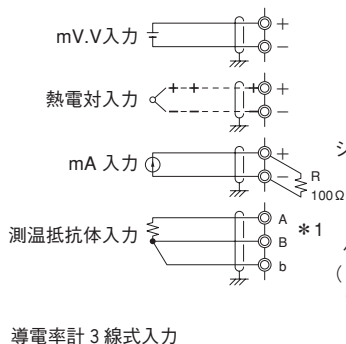 mV.V入力
+
−
熱電対入力
+ +
− −
+
−
mA 入力
+
−
R
100Ω
シ
測温抵抗体入力
A
B
b
*1
(
導電率計 3 線式入力